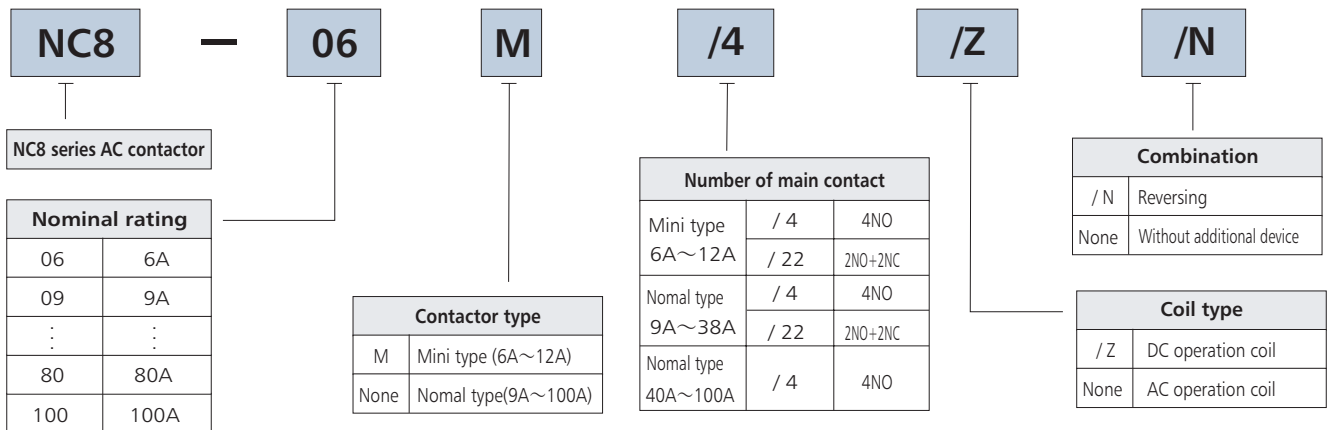 NC8 – 06 M /4 /Z /N
NC8 series AC contactor
Nominal rating
06 6A
09 9A
⋮ ⋮
80 80A
100 100A
Contactor type
M Mini type (6A～12A)
None Nomal type(9A～100A)
Number of main contact
Mini type
6A～12A
/ 4 4NO
/ 22 2NO+2NC
Nomal type
9A～38A
/ 4 4NO
/ 22 2NO+2NC
Nomal type
40A～100A
/ 4 4NO
Combination
/ N Reversing
None Without additional device
Coil type
/ Z DC operation coil
None AC operation coil